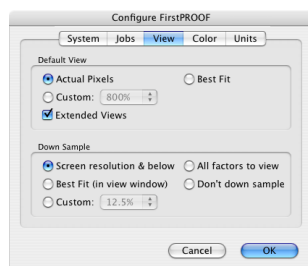 Configure FirstPROOF
System Jobs View Color Units
Default View
Actual Pixels Best Fit
Custom: 800%
Extended Views
Down Sample
Screen resolution & below All factors to view
Best Fit (in view window) Don't down sample
Custom: 12.5%
Cancel OK